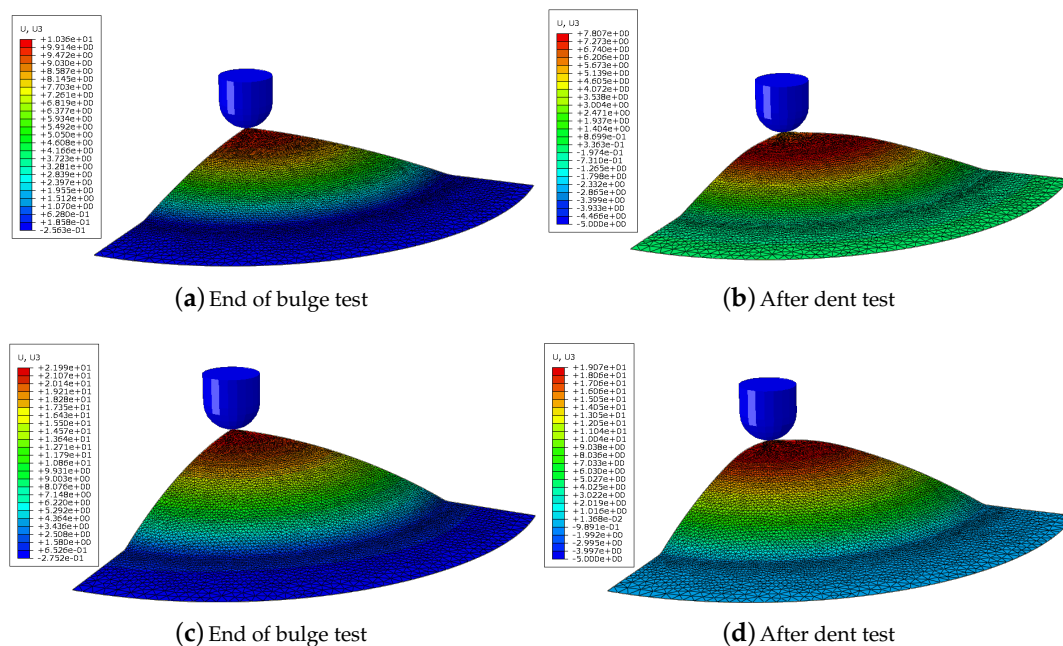 U, U3
+1.036e+01
+9.914e+00
+9.472e+00
+9.030e+00
+8.587e+00
+8.145e+00
+7.703e+00
+7.261e+00
+6.819e+00
+6.377e+00
+5.934e+00
+5.492e+00
+5.050e+00
+4.608e+00
+4.166e+00
+3.723e+00
+3.281e+00
+2.839e+00
+2.397e+00
+1.955e+00
+1.512e+00
+1.070e+00
+6.280e-01
+1.858e-01
-2.563e-01
(a) End of bulge test
U, U3
+7.807e+00
+7.273e+00
+6.740e+00
+6.206e+00
+5.673e+00
+5.139e+00
+4.605e+00
+4.072e+00
+3.538e+00
+3.004e+00
+2.471e+00
+1.937e+00
+1.404e+00
+8.699e-01
+3.363e-01
-1.974e-01
-7.310e-01
-1.265e+00
-1.798e+00
-2.332e+00
-2.865e+00
-3.399e+00
-3.933e+00
-4.466e+00
-5.000e+00
(b) After dent test
U, U3
+2.199e+01
+2.107e+01
+2.014e+01
+1.921e+01
+1.828e+01
+1.735e+01
+1.643e+01
+1.550e+01
+1.457e+01
+1.364e+01
+1.271e+01
+1.179e+01
+1.086e+01
+9.931e+00
+9.003e+00
+8.076e+00
+7.148e+00
+6.220e+00
+5.292e+00
+4.364e+00
+3.436e+00
+2.508e+00
+1.580e+00
+6.526e-01
-2.752e-01
(c) End of bulge test
U, U3
+1.907e+01
+1.806e+01
+1.706e+01
+1.606e+01
+1.505e+01
+1.405e+01
+1.305e+01
+1.205e+01
+1.104e+01
+1.004e+01
+9.038e+00
+8.036e+00
+7.033e+00
+6.030e+00
+5.027e+00
+4.025e+00
+3.022e+00
+2.019e+00
+1.016e+00
+1.368e-02
-9.891e-01
-1.992e+00
-2.995e+00
-3.997e+00
-5.000e+00
(d) After dent test